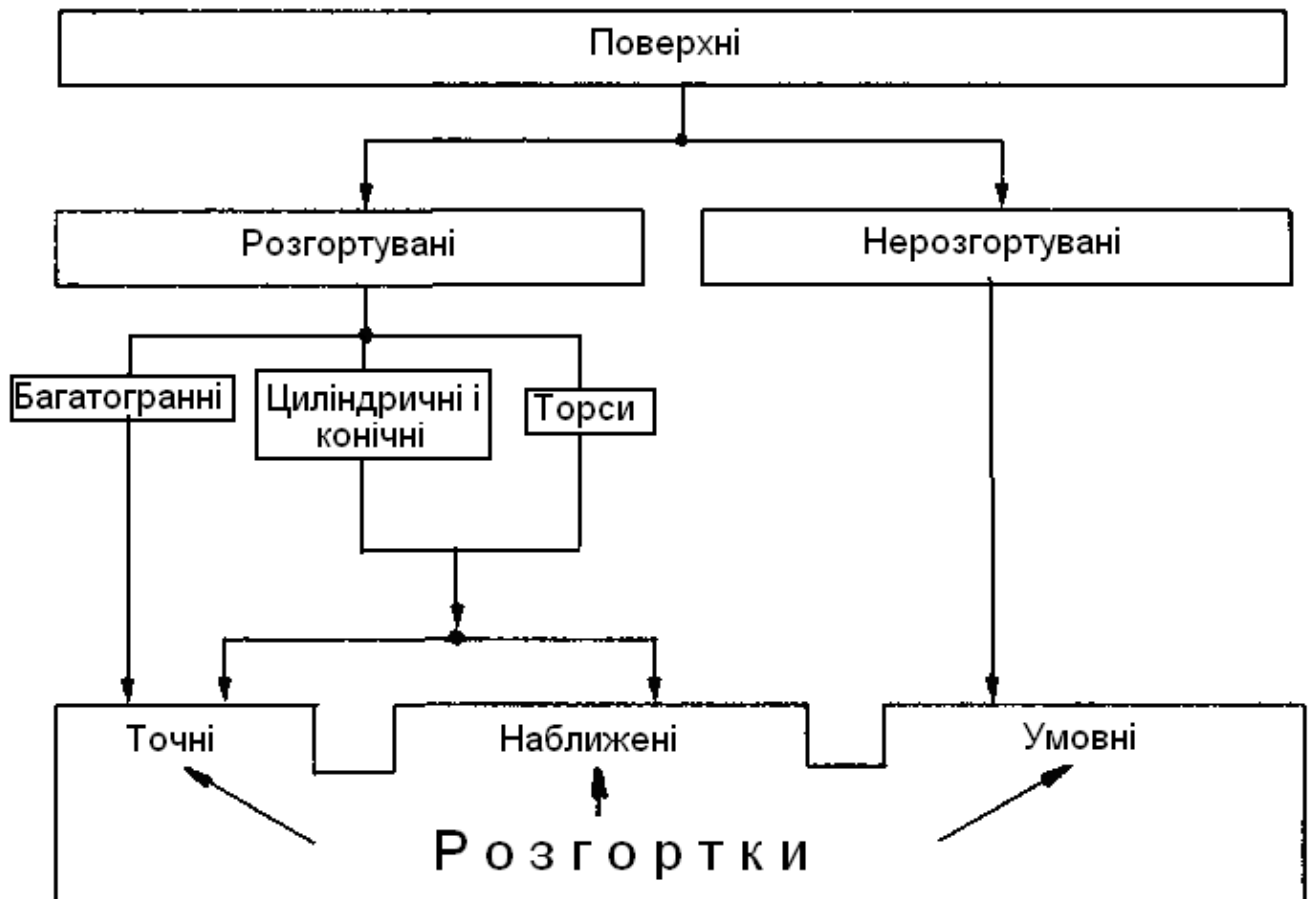 Поверхні
Розгортувані
Нерозгортувані
Багатогранні
Циліндричні і
конічні
Торси
Точні
Наближені
Умовні
Розгортки